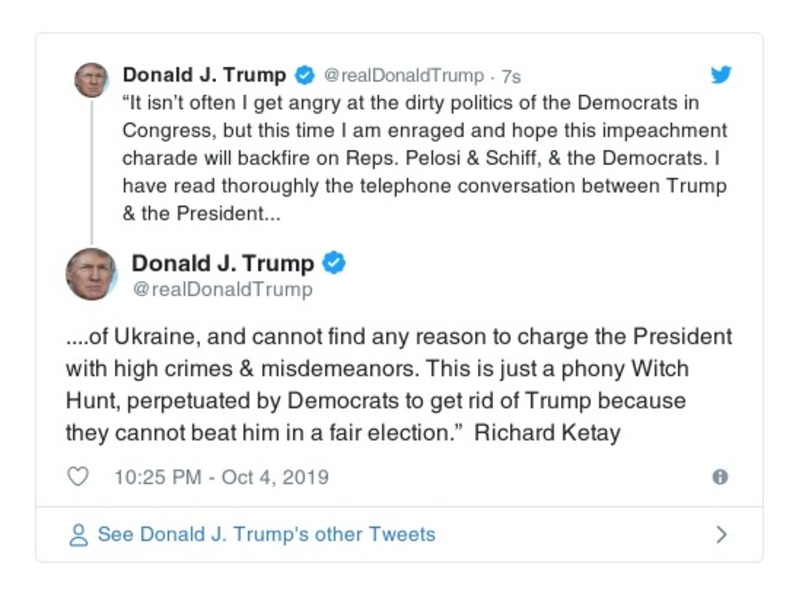 Donald J. Trump @realDonaldTrump · 7s
“It isn’t often I get angry at the dirty politics of the Democrats in
Congress, but this time I am enraged and hope this impeachment
charade will backfire on Reps. Pelosi & Schiff, & the Democrats. I
have read thoroughly the telephone conversation between Trump
& the President...
Donald J. Trump
@realDonaldTrump
....of Ukraine, and cannot find any reason to charge the President
with high crimes & misdemeanors. This is just a phony Witch
Hunt, perpetuated by Democrats to get rid of Trump because
they cannot beat him in a fair election.” Richard Ketay
10:25 PM - Oct 4, 2019
See Donald J. Trump's other Tweets